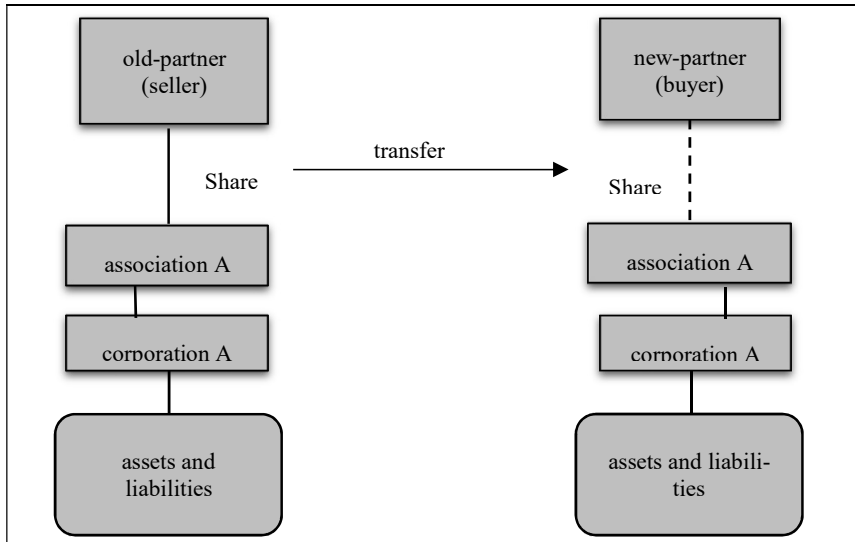 old-partner
(seller)
new-partner
(buyer)
transfer
Share
Share
association A
association A
corporation A
corporation A
assets and
liabilities
assets and liabili-
ties